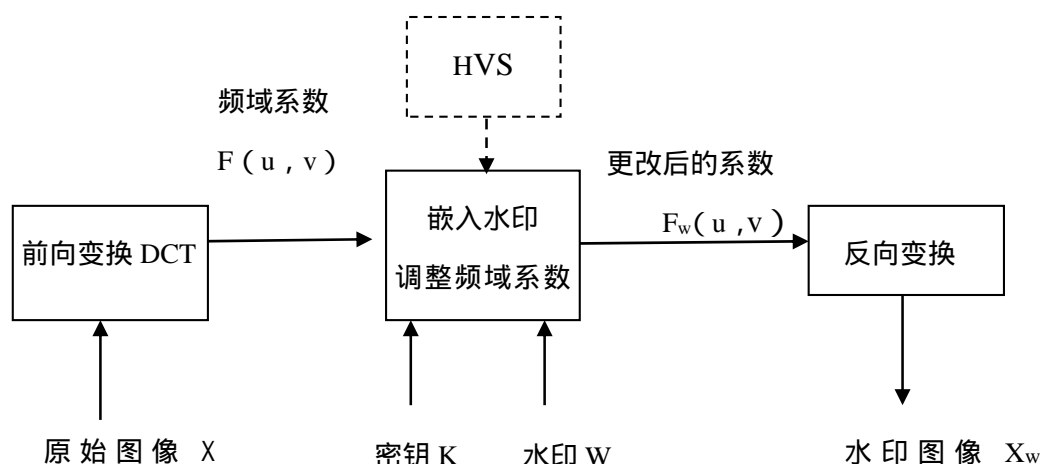 HVS
频域系数
F(u,v)
更改后的系数
Fw(u,v)
前向变换 DCT
嵌入水印
调整频域系数
反向变换
原始图像 X
密钥 K
水印 W
水印图像 Xw